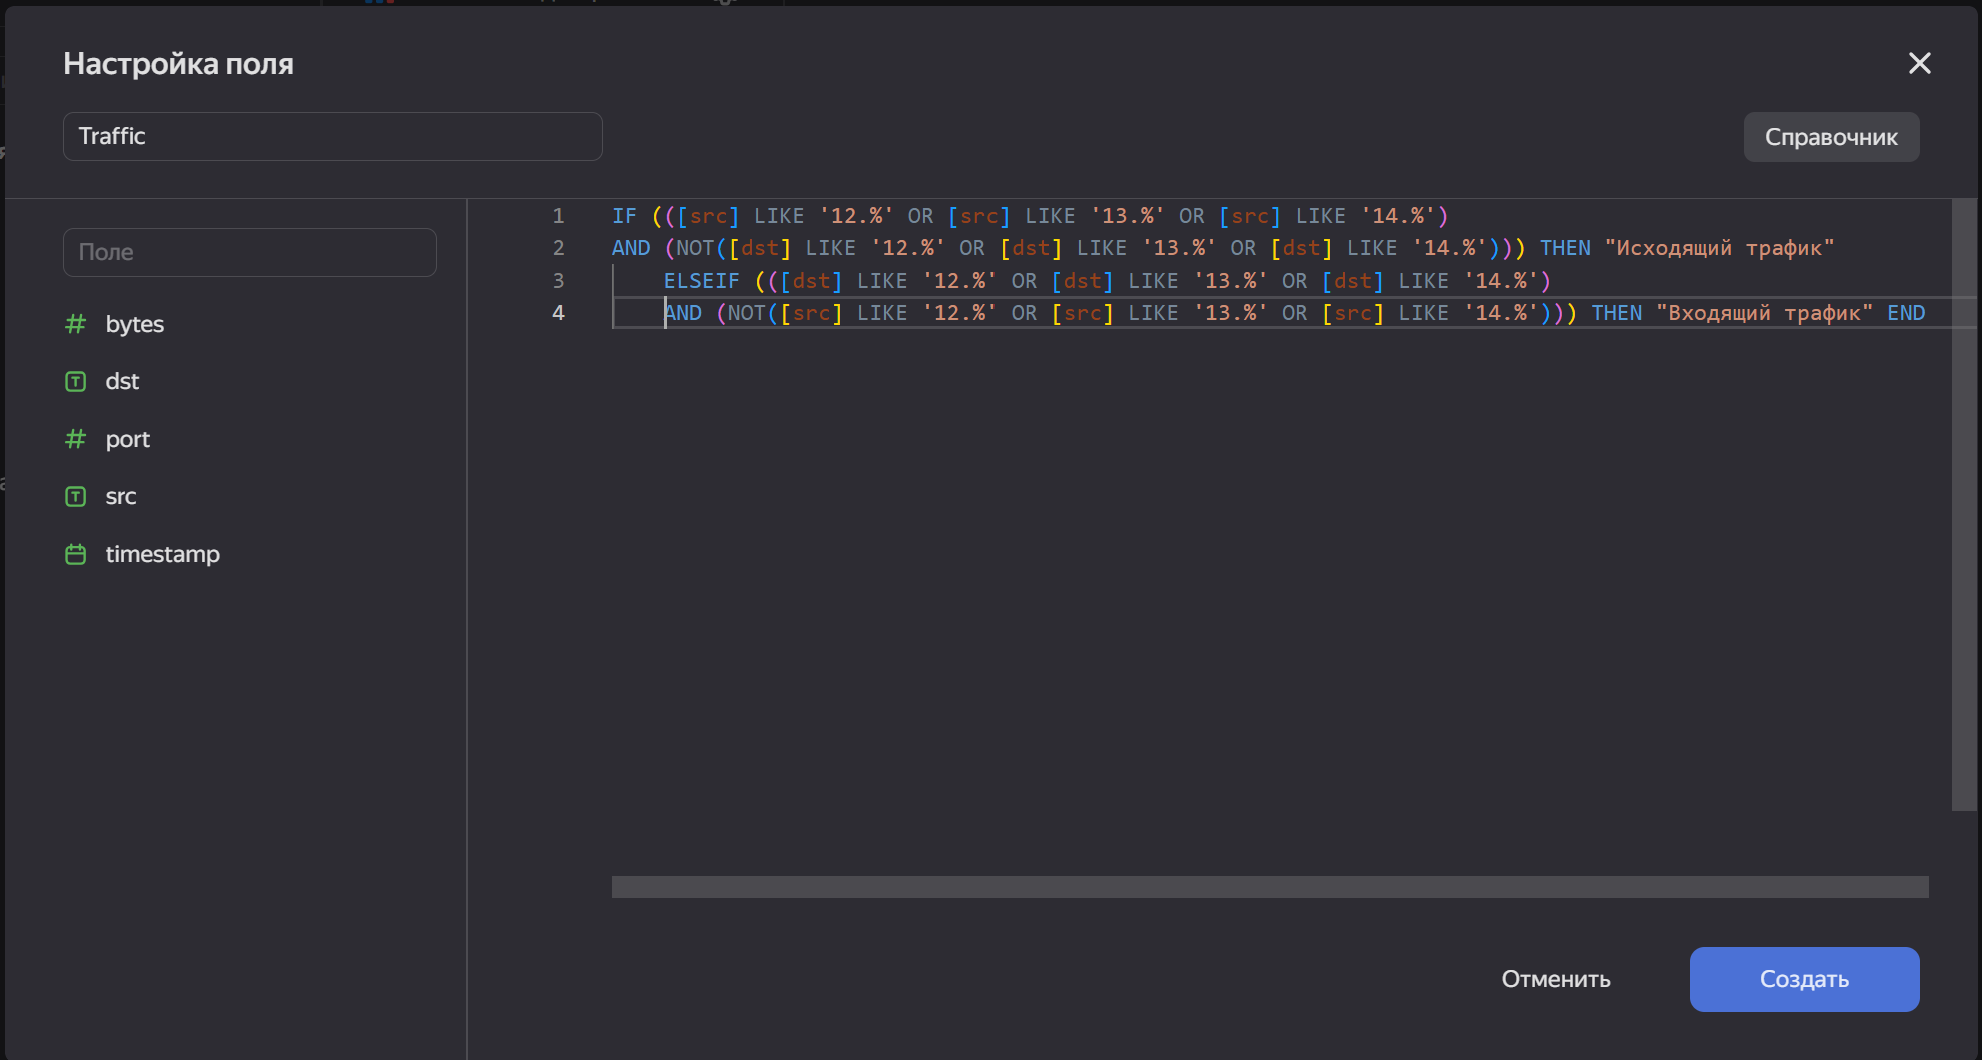 Настройка поля
Traffic
Справочник
Поле
bytes
dst
port
src
timestamp
1 IF (([src] LIKE '12.%' OR [src] LIKE '13.%' OR [src] LIKE '14.%')
2 AND (NOT([dst] LIKE '12.%' OR [dst] LIKE '13.%' OR [dst] LIKE '14.%'))) THEN "Исходящий трафик"
3 ELSEIF (([dst] LIKE '12.%' OR [dst] LIKE '13.%' OR [dst] LIKE '14.%')
4 AND (NOT([src] LIKE '12.%' OR [src] LIKE '13.%' OR [src] LIKE '14.%'))) THEN "Входящий трафик" END
Отменить
Создать